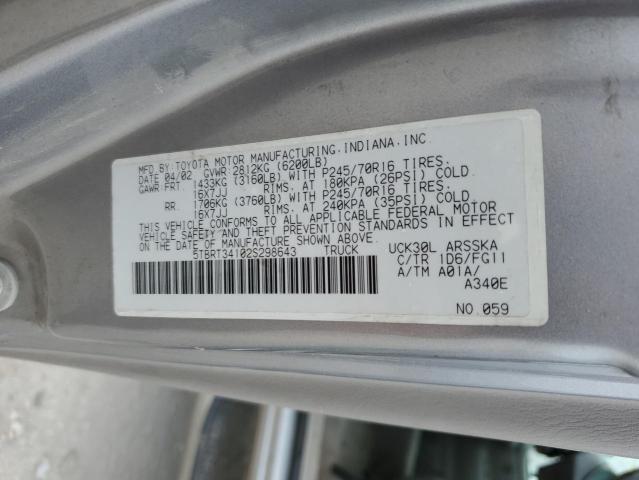 MFD.BY:TOYOTA MOTOR MANUFACTURING,INDIANA,INC.
DATE 04/02 GVWR:2812KG (6200LB)
GAWR FRT. 1433KG (3160LB) WITH P245/70R16 TIRES:
16X7JJ RIMS. AT 180KPA (26PSI) COLD.
RR. 1706KG (3760LB) WITH P245/70R16 TIRES:
16X7JJ RIMS. AT 240KPA (35PSI) COLD.
THIS VEHICLE CONFORMS TO ALL APPLICABLE FEDERAL MOTOR
VEHICLE SAFETY AND THEFT PREVENTION STANDARDS IN EFFECT
ON THE DATE OF MANUFACTURE SHOWN ABOVE.
5TBRT34102S298643 TRUCK UCK30L ARSSKA
C/TR 1D6/FG11
A/TM A01A/
A340E
NO.059